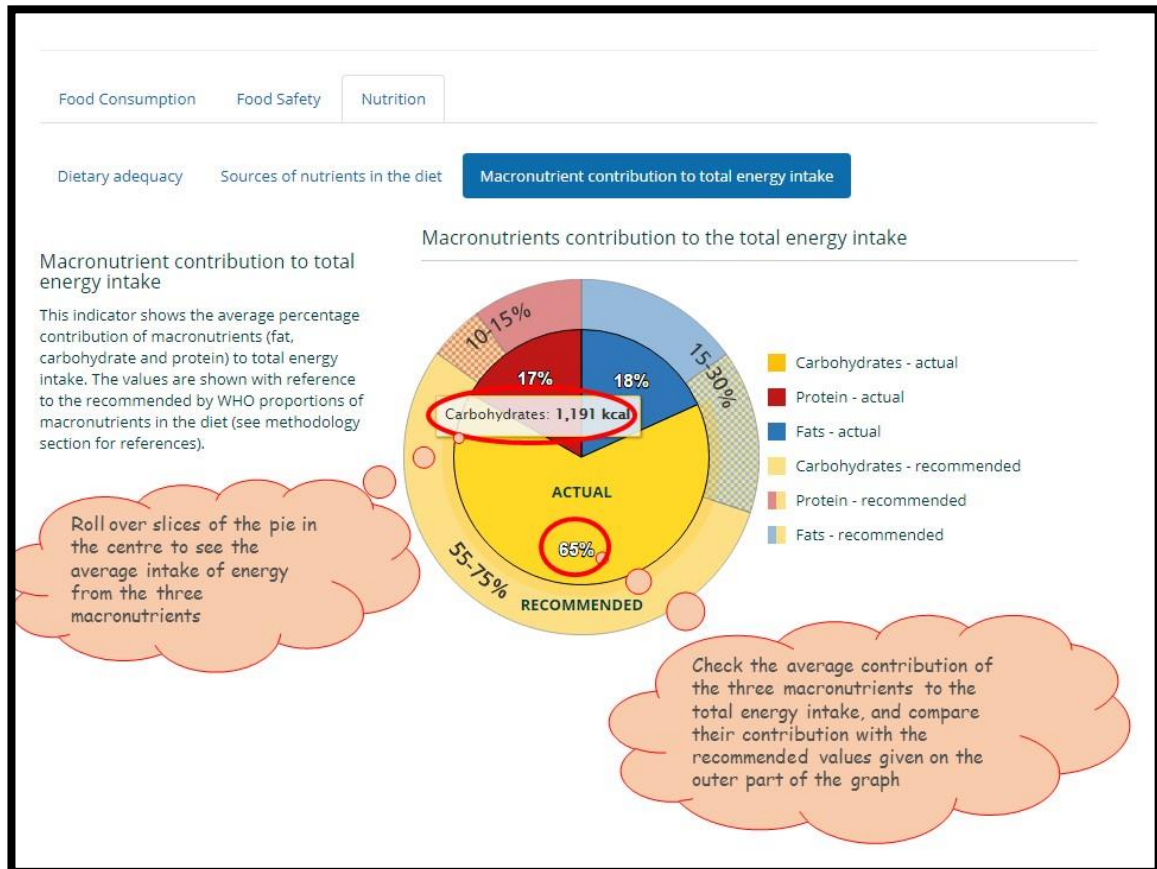 Food Consumption
Food Safety
Nutrition
Dietary adequacy
Sources of nutrients in the diet
Macronutrient contribution to total energy intake
Macronutrient contribution to total
energy intake
This indicator shows the average percentage
contribution of macronutrients (fat,
carbohydrate and protein) to total energy
intake. The values are shown with reference
to the recommended by WHO proportions of
macronutrients in the diet (see methodology
section for references).
Macronutrients contribution to the total energy intake
10-15%
15-30%
17%
18%
Carbohydrates: 1,191 kcal
ACTUAL
65%
55-75%
RECOMMENDED
Carbohydrates - actual
Protein - actual
Fats - actual
Carbohydrates - recommended
Protein - recommended
Fats - recommended
Roll over slices of the pie in
the centre to see the
average intake of energy
from the three
macronutrients
Check the average contribution of
the three macronutrients to the
total energy intake, and compare
their contribution with the
recommended values given on the
outer part of the graph